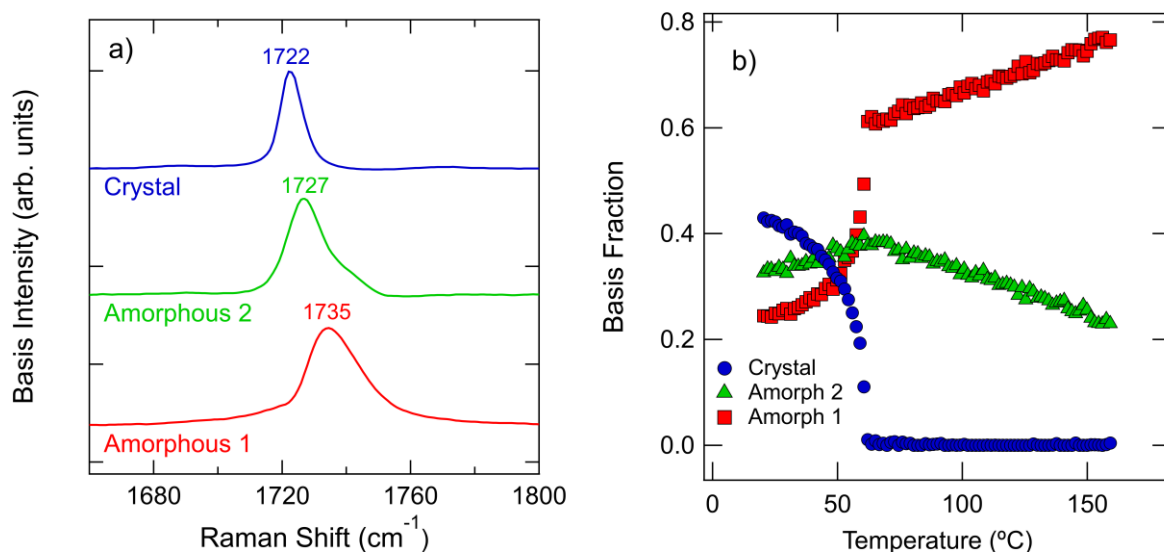 a)
1722
Crystal
1727
Amorphous 2
1735
Amorphous 1
Basis Intensity (arb. units)
1680
1720
1760
1800
Raman Shift (cm⁻¹)
b)
0.8
0.6
0.4
0.2
0.0
Basis Fraction
Crystal
Amorph 2
Amorph 1
0
50
100
150
Temperature (ºC)